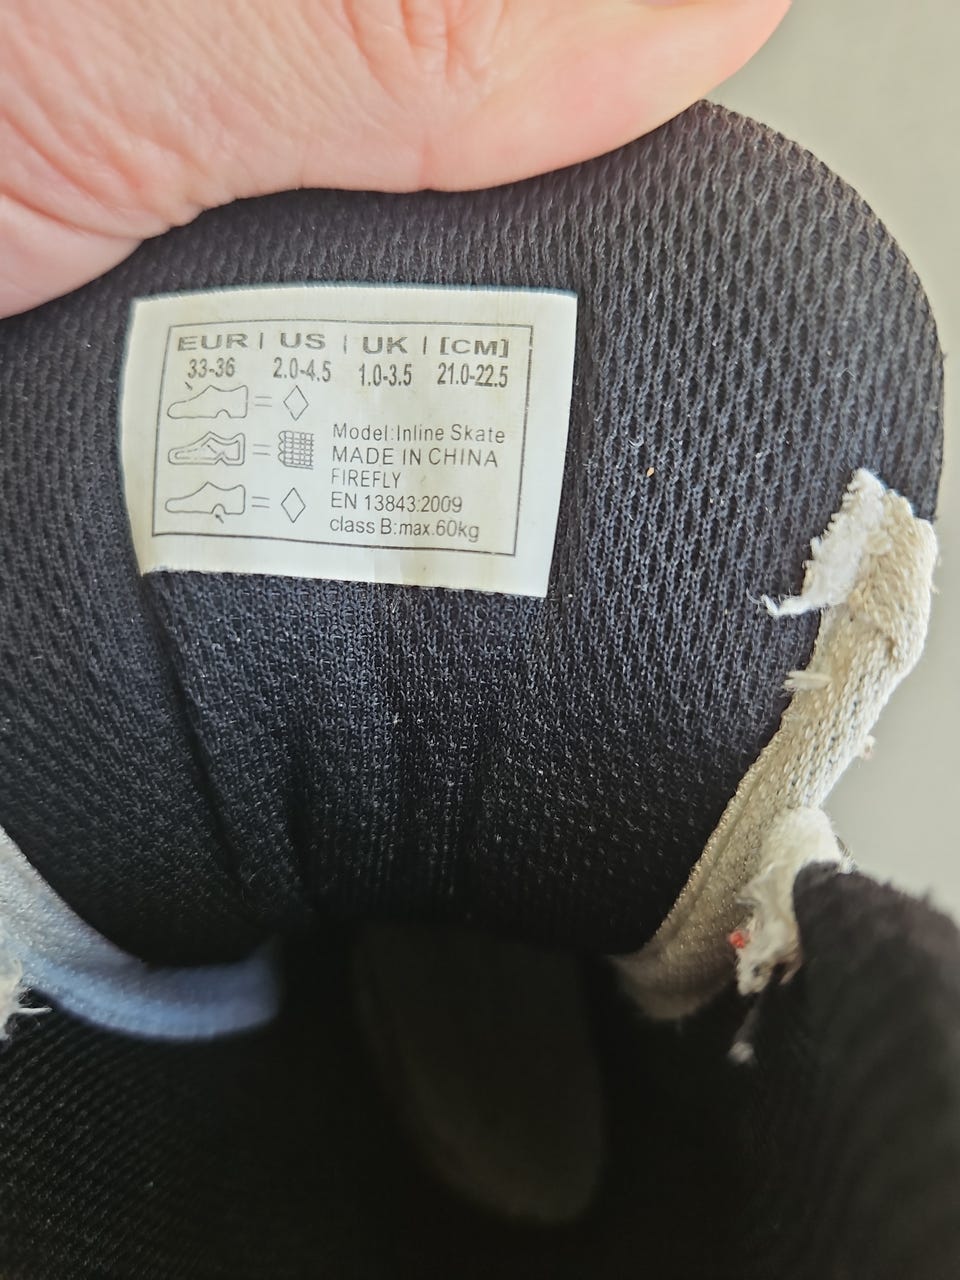 EUR | US | UK | [CM]
33-36 2.0-4.5 1.0-3.5 21.0-22.5
Model:Inline Skate
MADE IN CHINA
FIREFLY
EN 13843:2009
class B:max.60kg